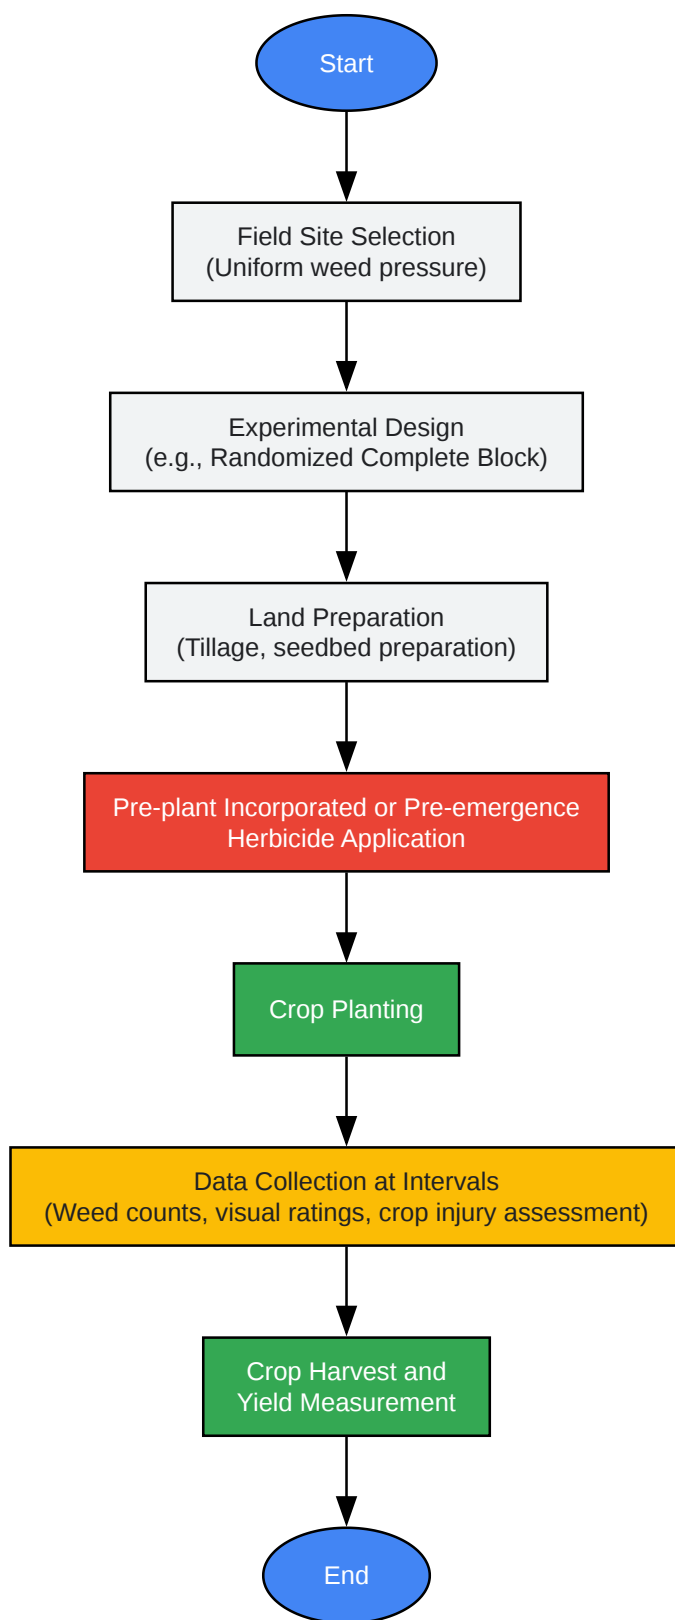 Start
Field Site Selection
(Uniform weed pressure)
Experimental Design
(e.g., Randomized Complete Block)
Land Preparation
(Tillage, seedbed preparation)
Pre-plant Incorporated or Pre-emergence
Herbicide Application
Crop Planting
Data Collection at Intervals
(Weed counts, visual ratings, crop injury assessment)
Crop Harvest and
Yield Measurement
End